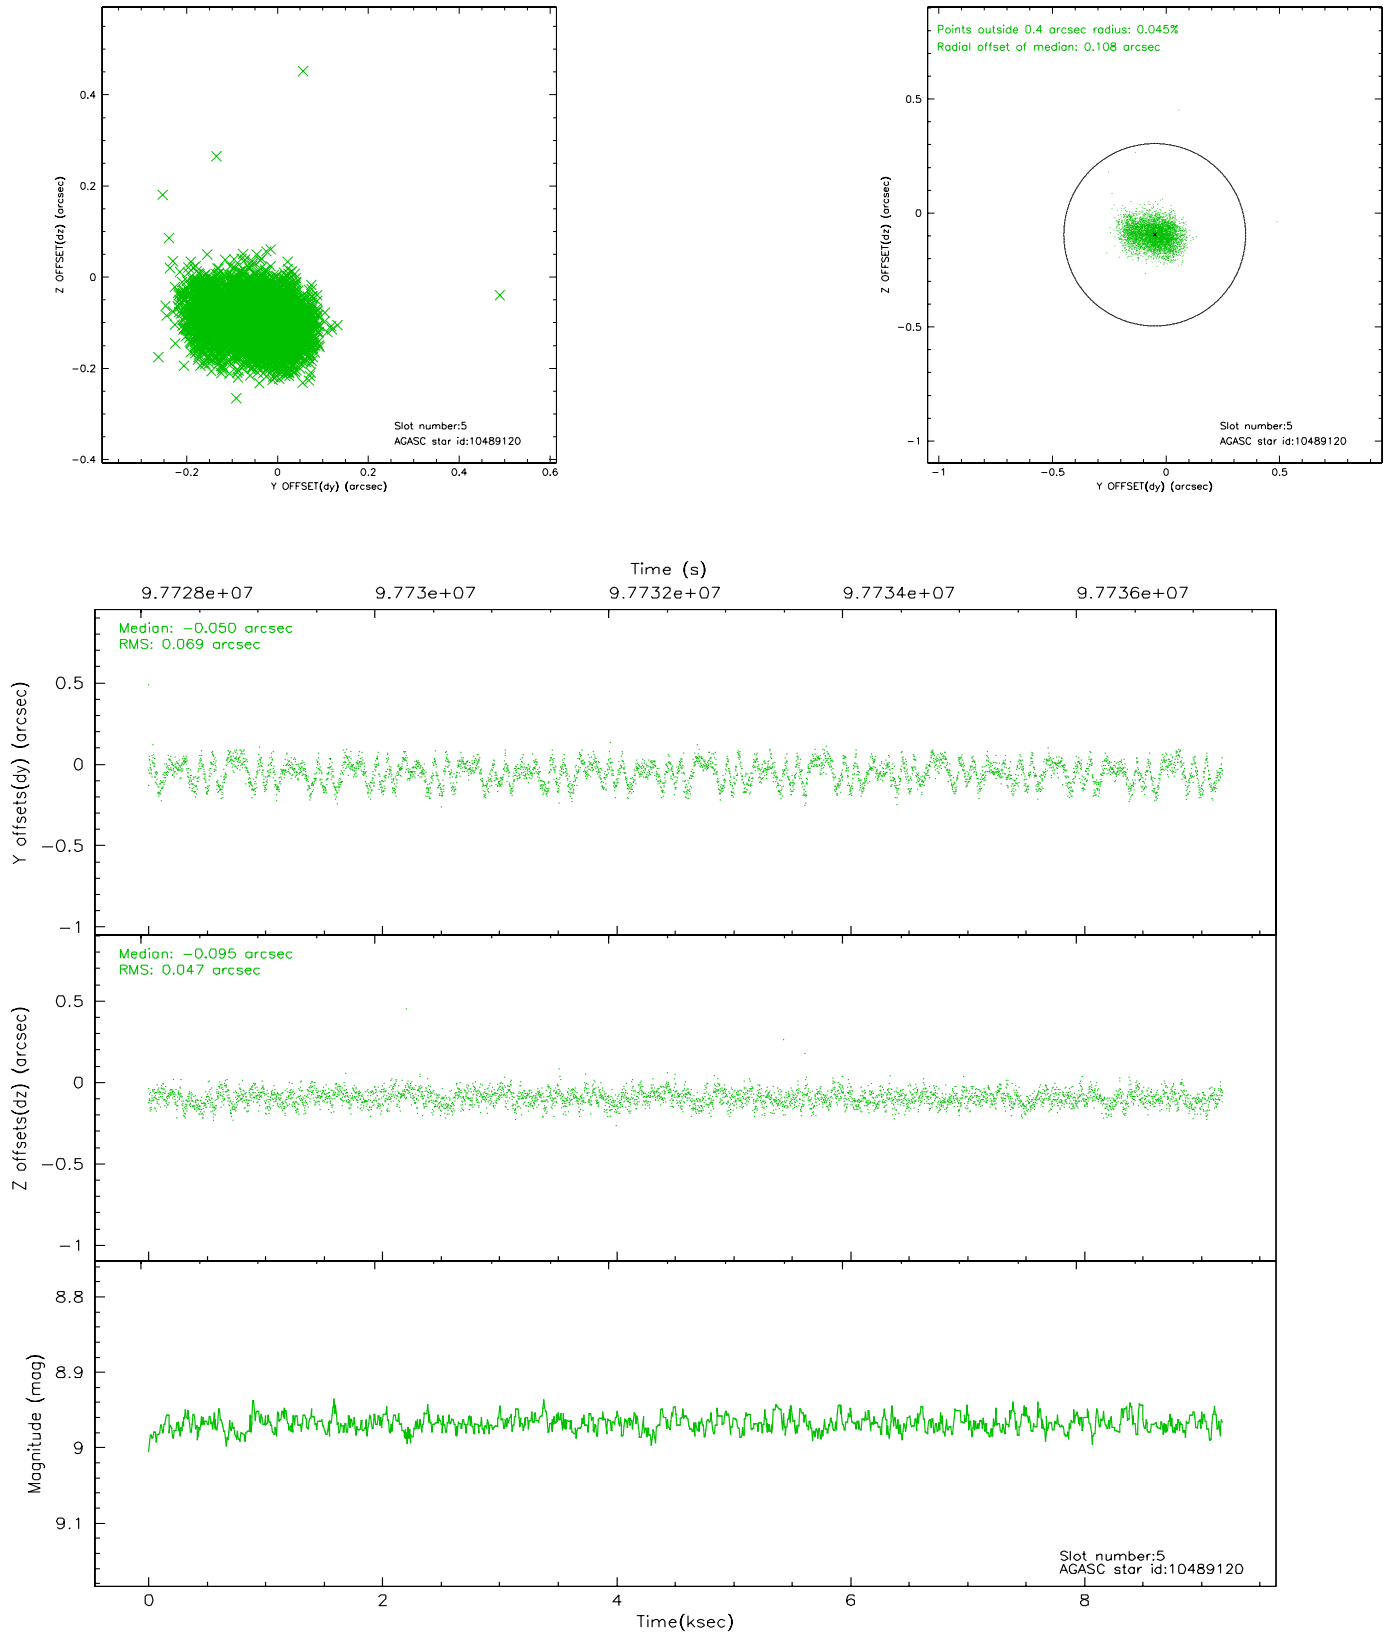 0.4
0.2
0
−0.2
−0.4
Z OFFSET(dz) (arcsec)
−0.2 0 0.2 0.4 0.6
Y OFFSET(dy) (arcsec)
Slot number:5
AGASC star id:10489120
Points outside 0.4 arcsec radius: 0.045%
Radial offset of median: 0.108 arcsec
0.5
0
−0.5
−1
Z OFFSET(dz) (arcsec)
−1 −0.5 0 0.5
Y OFFSET(dy) (arcsec)
Slot number:5
AGASC star id:10489120
Time (s)
9.7728e+07 9.773e+07 9.7732e+07 9.7734e+07 9.7736e+07
Median: −0.050 arcsec
RMS: 0.069 arcsec
0.5
0
−0.5
−1
Y offsets(dy) (arcsec)
Median: −0.095 arcsec
RMS: 0.047 arcsec
0.5
0
−0.5
−1
Z offsets(dz) (arcsec)
8.8
8.9
9
9.1
Magnitude (mag)
Slot number:5
AGASC star id:10489120
0 2 4 6 8
Time(ksec)